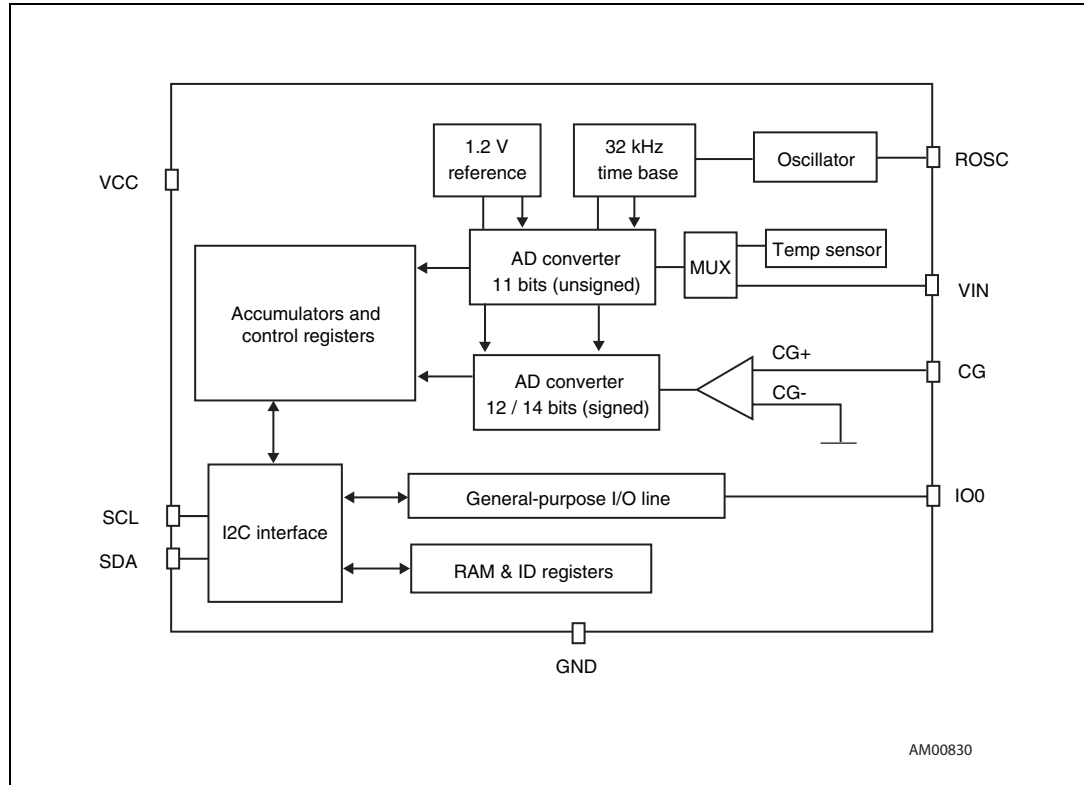 1.2 V
reference
32 kHz
time base
Oscillator
ROSC
VCC
AD converter
11 bits (unsigned)
MUX
Temp sensor
VIN
Accumulators and
control registers
AD converter
12 / 14 bits (signed)
CG+
CG-
CG
SCL
SDA
I2C interface
General-purpose I/O line
IO0
RAM & ID registers
GND
AM00830